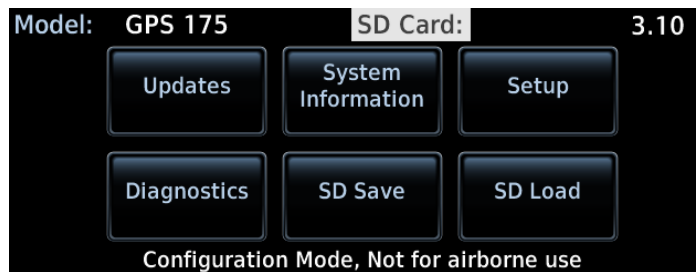 Model: GPS 175 SD Card: 3.10
Updates
System
Information
Setup
Diagnostics
SD Save
SD Load
Configuration Mode, Not for airborne use